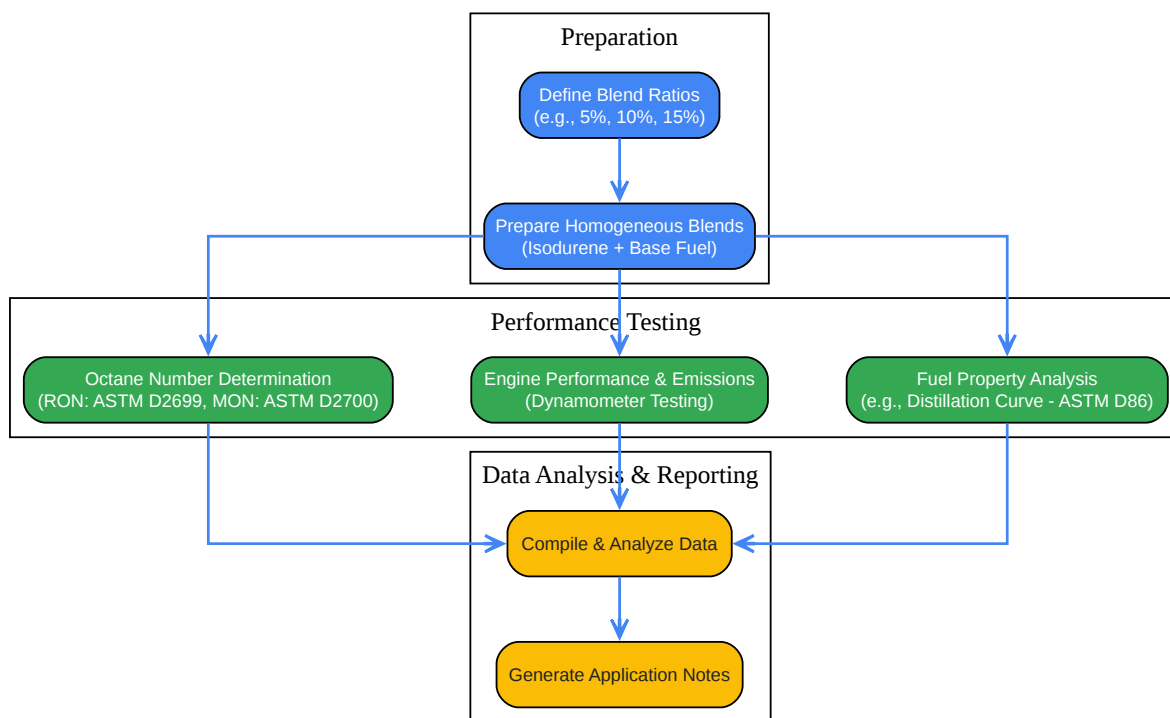 Preparation
Define Blend Ratios
(e.g., 5%, 10%, 15%)
Prepare Homogeneous Blends
(Isodurene + Base Fuel)
Performance Testing
Octane Number Determination
(RON: ASTM D2699, MON: ASTM D2700)
Engine Performance & Emissions
(Dynamometer Testing)
Fuel Property Analysis
(e.g., Distillation Curve - ASTM D86)
Data Analysis & Reporting
Compile & Analyze Data
Generate Application Notes